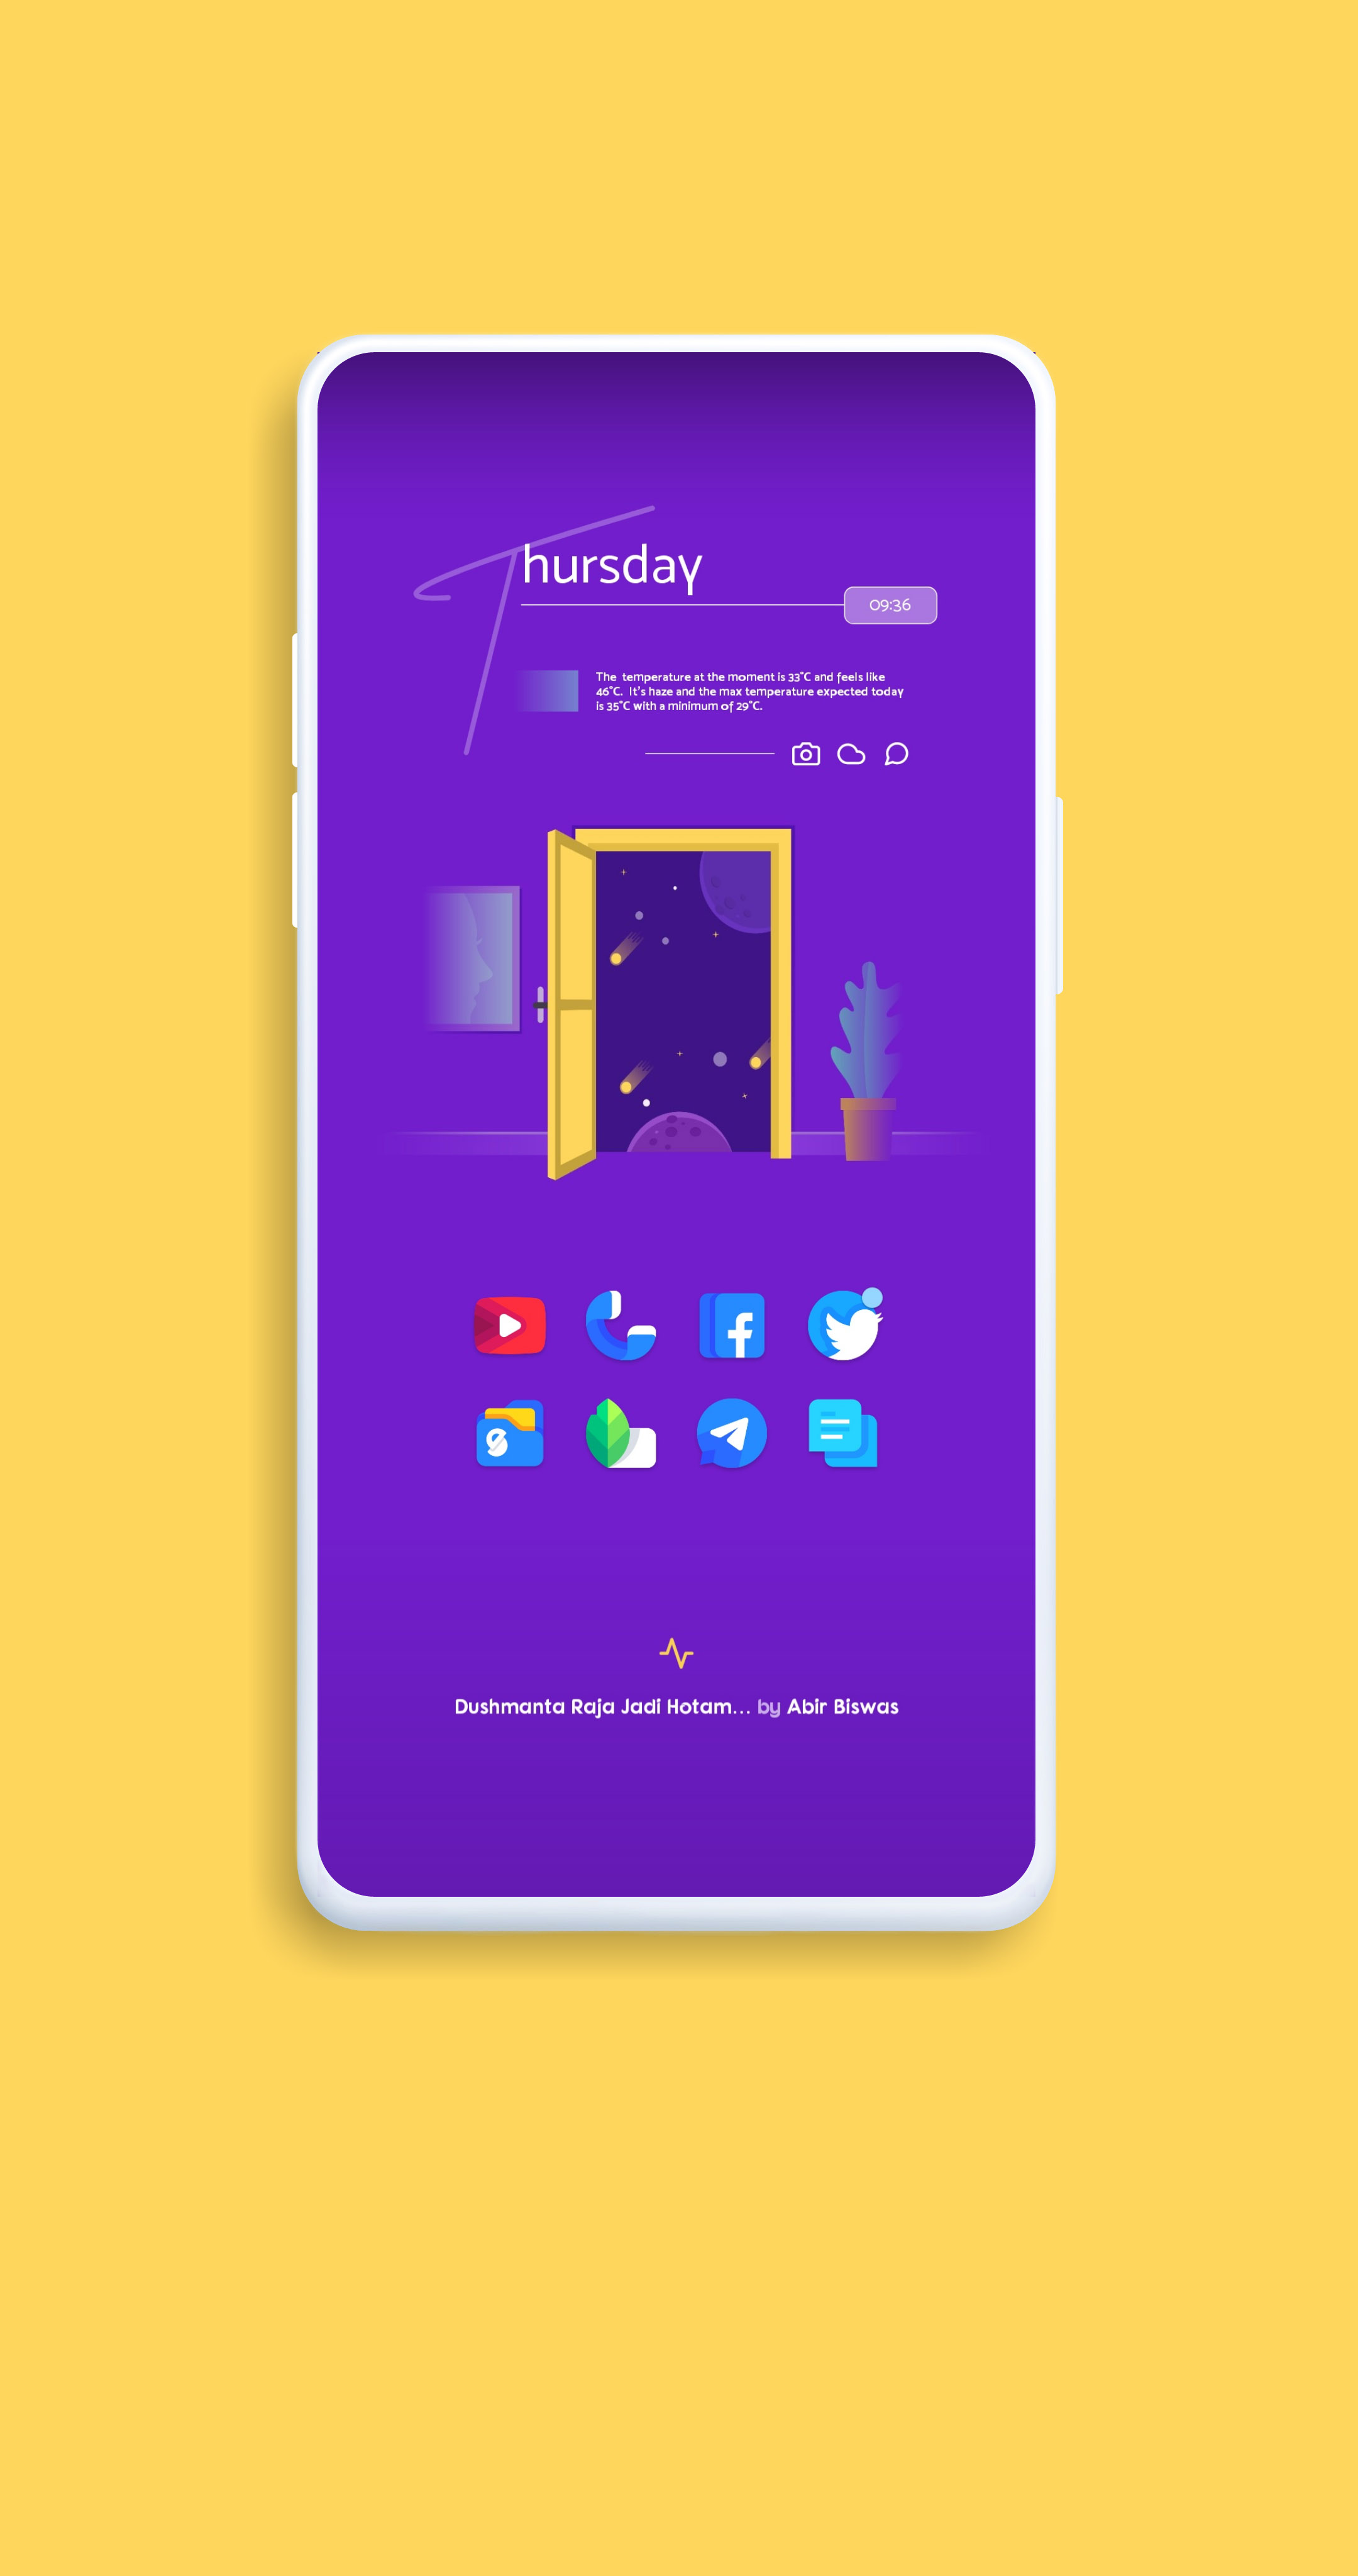 Thursday
09:36
The temperature at the moment is 33°C and feels like
46°C. It's haze and the max temperature expected today
is 35°C with a minimum of 29°C.
Dushmanta Raja Jadi Hotam... by Abir Biswas